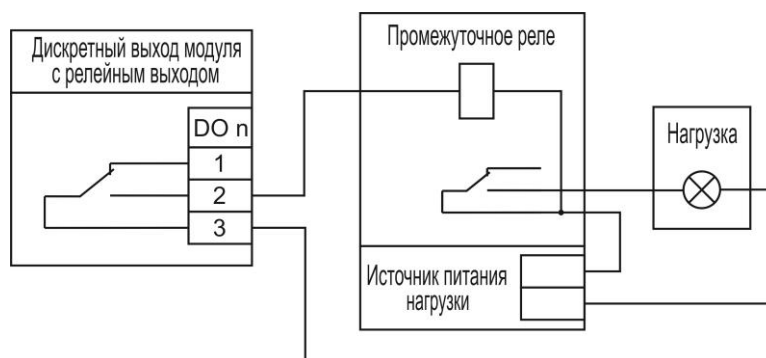 Дискретный выход модуля
с релейным выходом
DO n
1
2
3
Промежуточное реле
Источник питания
нагрузки
Нагрузка